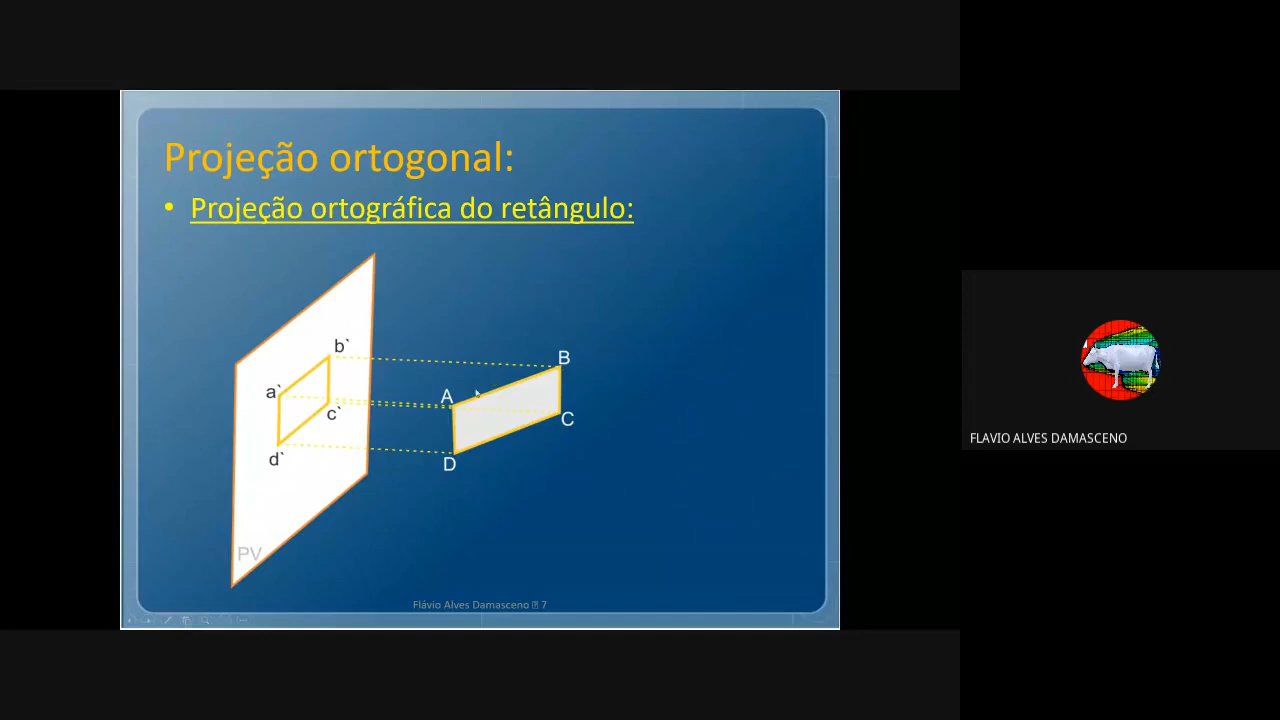 Projeção ortogonal:
• Projeção ortográfica do retângulo:
b`
a`
c`
d`
A
B
C
D
PV
Flávio Alves Damasceno 7
FLAVIO ALVES DAMASCENO